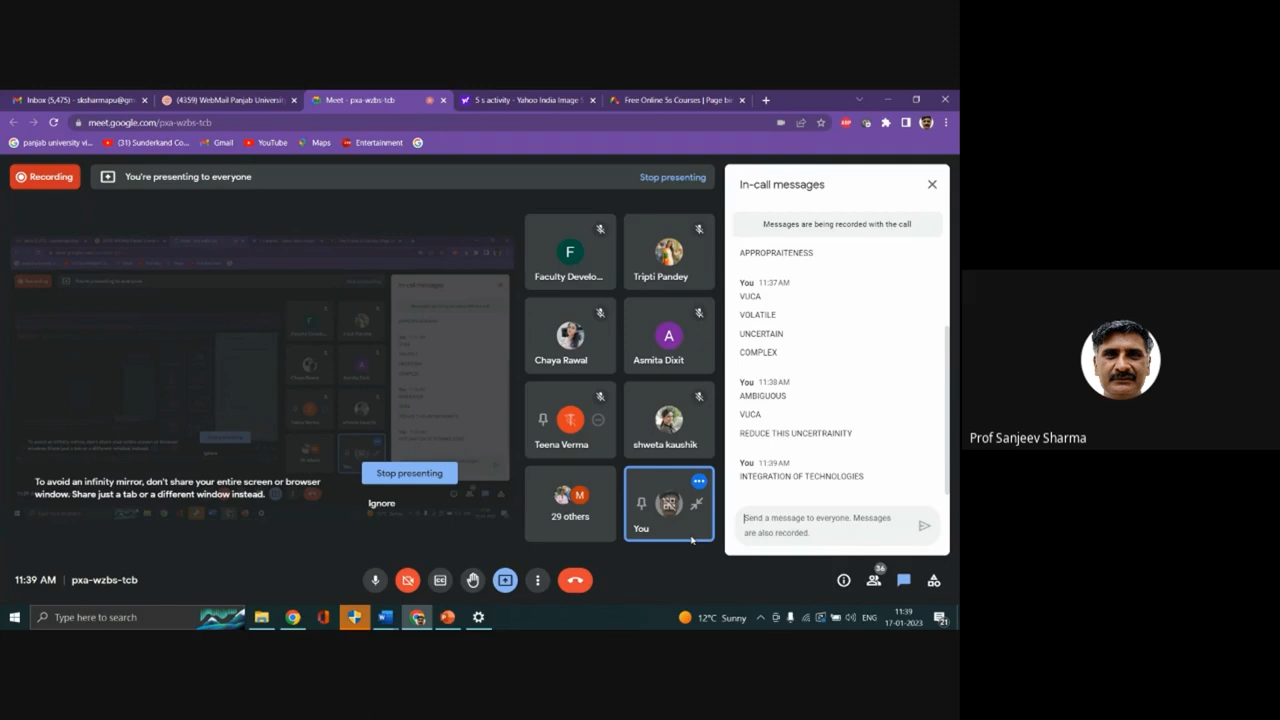 Inbox (5,475) - sksharmapu@gm
(4359) WebMail Panjab Universit
Meet - pxa-wzbs-tcb
5 s activity - Yahoo India Image S
Free Online 5s Courses | Page be
meet.google.com/pxa-wzbs-tcb
panjab university vi...
(31) Sunderkand Co...
Gmail
YouTube
Maps
Entertainment
Recording
You're presenting to everyone
Stop presenting
In-call messages
Messages are being recorded with the call
APPROPRAITENESS
You 11:37 AM
VUCA
VOLATILE
UNCERTAIN
COMPLEX
You 11:38 AM
AMBIGUOUS
VUCA
REDUCE THIS UNCERTRAINITY
You 11:39 AM
INTEGRATION OF TECHNOLOGIES
Send a message to everyone. Messages
are also recorded.
F
Faculty Develo...
Tripti Pandey
Chaya Rawal
A
Asmita Dixit
Teena Verma
shweta kaushik
M
29 others
You
To avoid an infinity mirror, don't share your entire screen or browser
window. Share just a tab or a different window instead.
Stop presenting
Ignore
Prof Sanjeev Sharma
11:39 AM | pxa-wzbs-tcb
36
Type here to search
12°C Sunny
ENG
11:39
17-01-2023
21